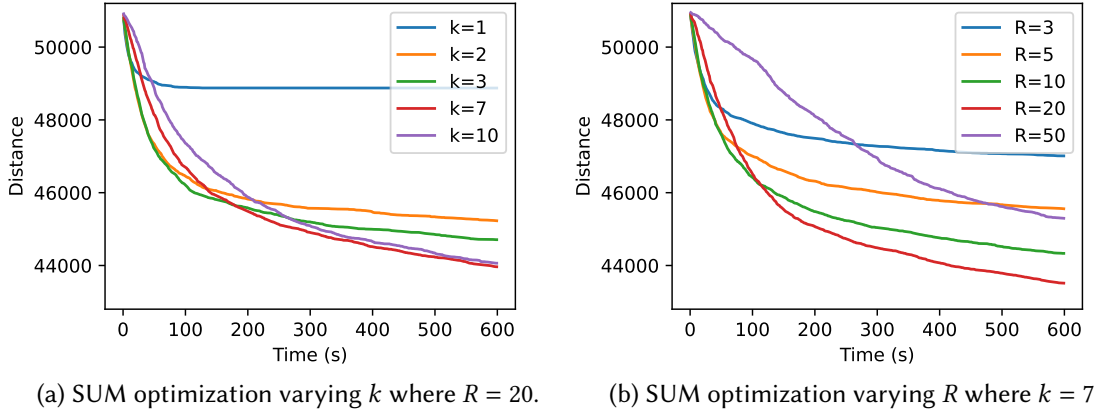 50000
48000
46000
44000
Distance
0 100 200 300 400 500 600
Time (s)
k=1
k=2
k=3
k=7
k=10
(a) SUM optimization varying k where R = 20.
50000
48000
46000
44000
Distance
0 100 200 300 400 500 600
Time (s)
R=3
R=5
R=10
R=20
R=50
(b) SUM optimization varying R where k = 7